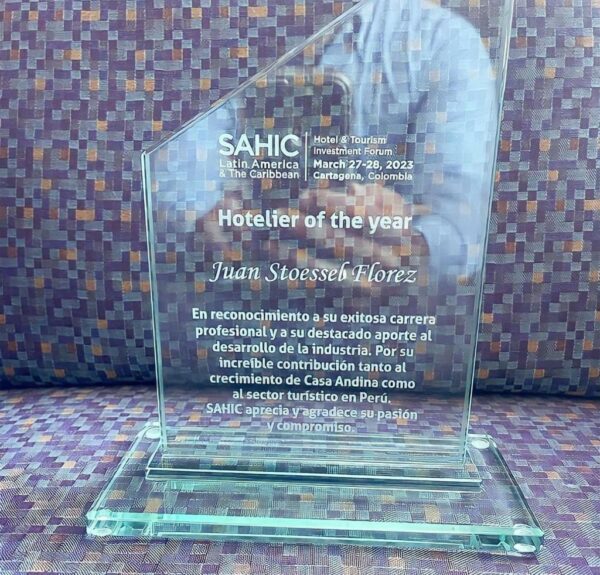 SAHIC
Latin America
& The Caribbean
Hotel & Tourism
Investment Forum
March 27-28, 2023
Cartagena, Colombia
Hotelier of the year
Juan Stoessel Florez
En reconocimiento a su exitosa carrera
profesional y a su destacado aporte al
desarrollo de la industria. Por su
increíble contribución tanto al
crecimiento de Casa Andina como
al sector turístico en Perú.
SAHIC aprecia y agradece su pasión
y compromiso.